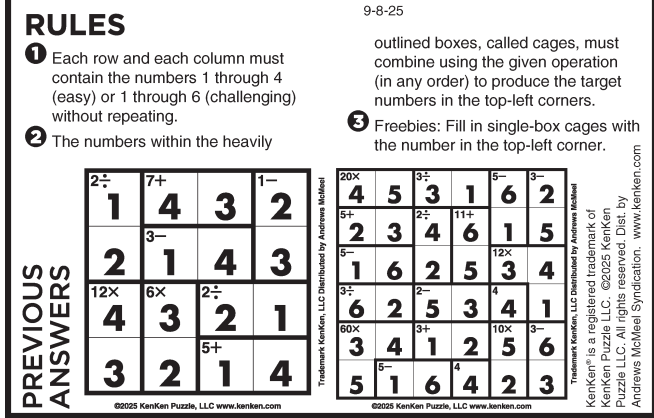 9-8-25
RULES
1 Each row and each column must
contain the numbers 1 through 4
(easy) or 1 through 6 (challenging)
without repeating.
2 The numbers within the heavily
outlined boxes, called cages, must
combine using the given operation
(in any order) to produce the target
numbers in the top-left corners.
3 Freebies: Fill in single-box cages with
the number in the top-left corner.
PREVIOUS
ANSWERS
2÷ 7+ 1−
1 4 3 2
3−
2 1 4 3
12× 6× 2÷
4 3 2 1
5+
3 2 1 4
©2025 KenKen Puzzle, LLC www.kenken.com
Trademark KenKen, LLC Distributed by Andrews McMeel
20× 3÷ 5− 3−
4 5 3 1 6 2
5+ 2÷ 11+
2 3 4 6 1 5
5− 12×
1 6 2 5 3 4
3÷ 2− 4
6 2 5 3 4 1
60× 3+ 10× 3−
3 4 1 2 5 6
5− 4
5 1 6 4 2 3
©2025 KenKen Puzzle, LLC www.kenken.com
Trademark KenKen, LLC Distributed by Andrews McMeel
KenKen® is a registered trademark of
KenKen Puzzle LLC. ©2025 KenKen
Puzzle LLC. All rights reserved. Dist. by
Andrews McMeel Syndication. www.kenken.com